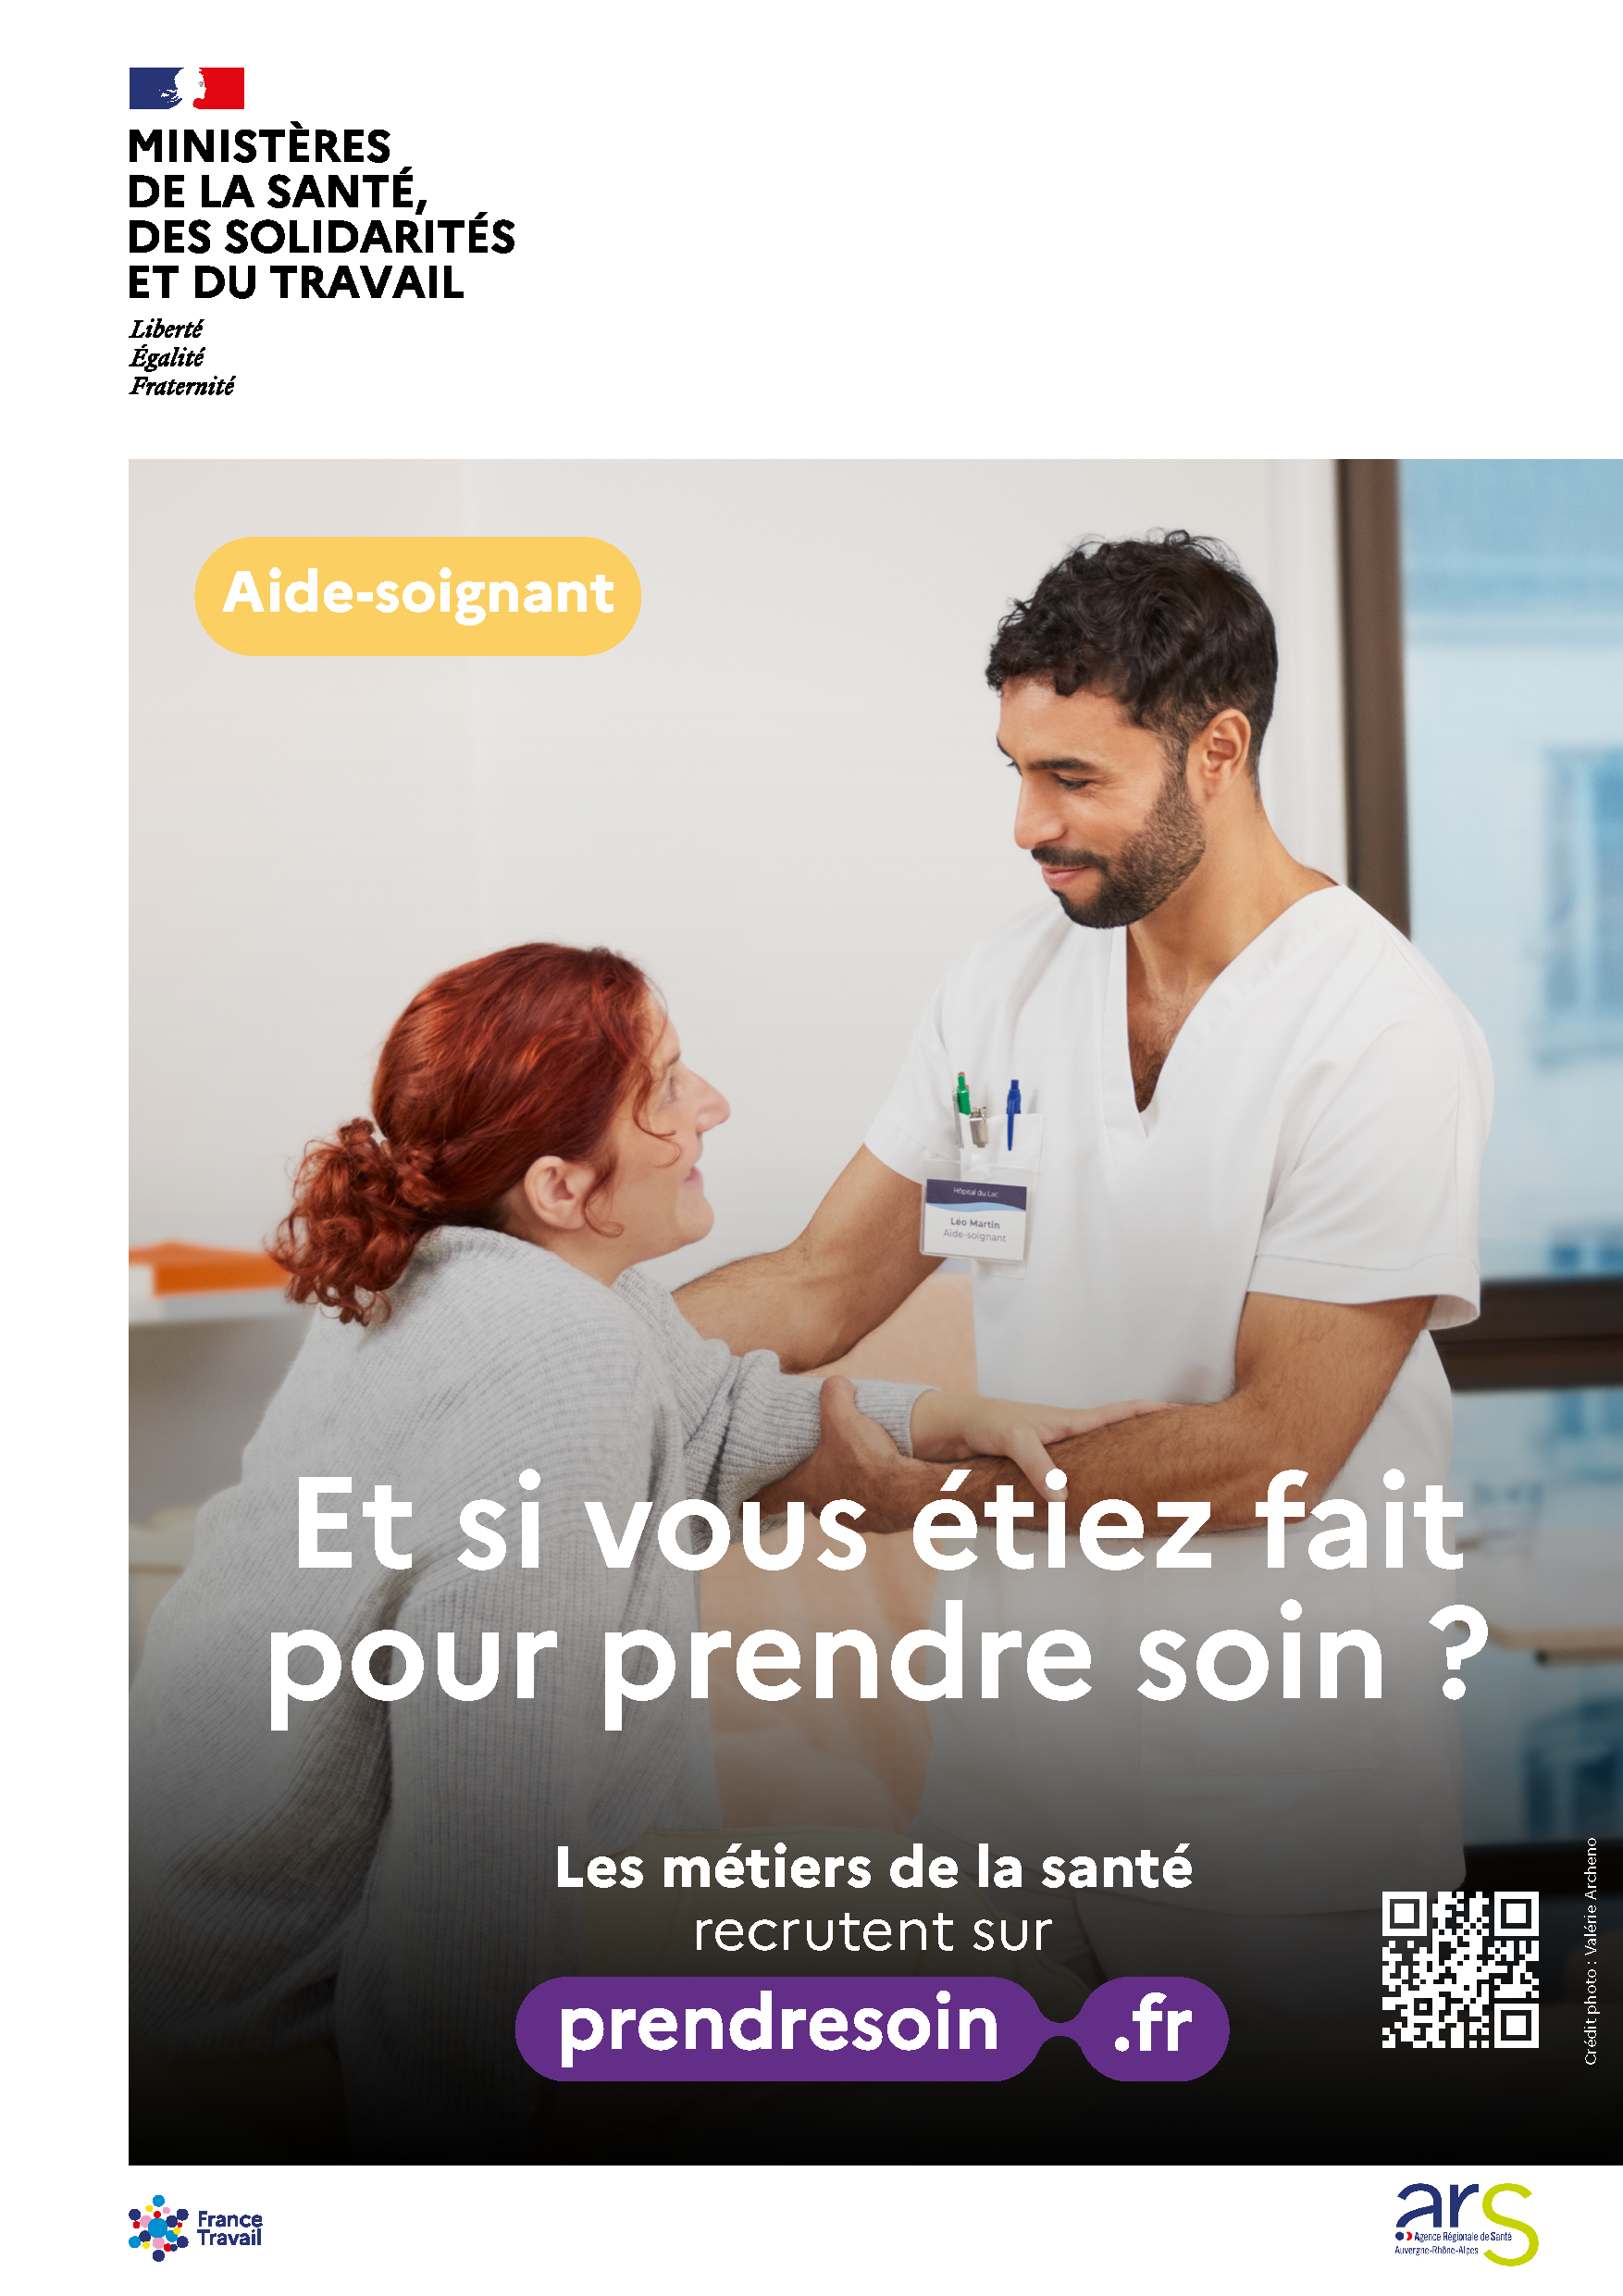 MINISTÈRES
DE LA SANTÉ,
DES SOLIDARITÉS
ET DU TRAVAIL
Liberté
Égalité
Fraternité
Aide-soignant
Hôpital du Lac
Léo Martin
Aide-soignant
Et si vous étiez fait
pour prendre soin ?
Les métiers de la santé
recrutent sur
prendresoin .fr
Crédit photo : Valérie Archeno
France
Travail
ars
Agence Régionale de Santé
Auvergne-Rhône-Alpes